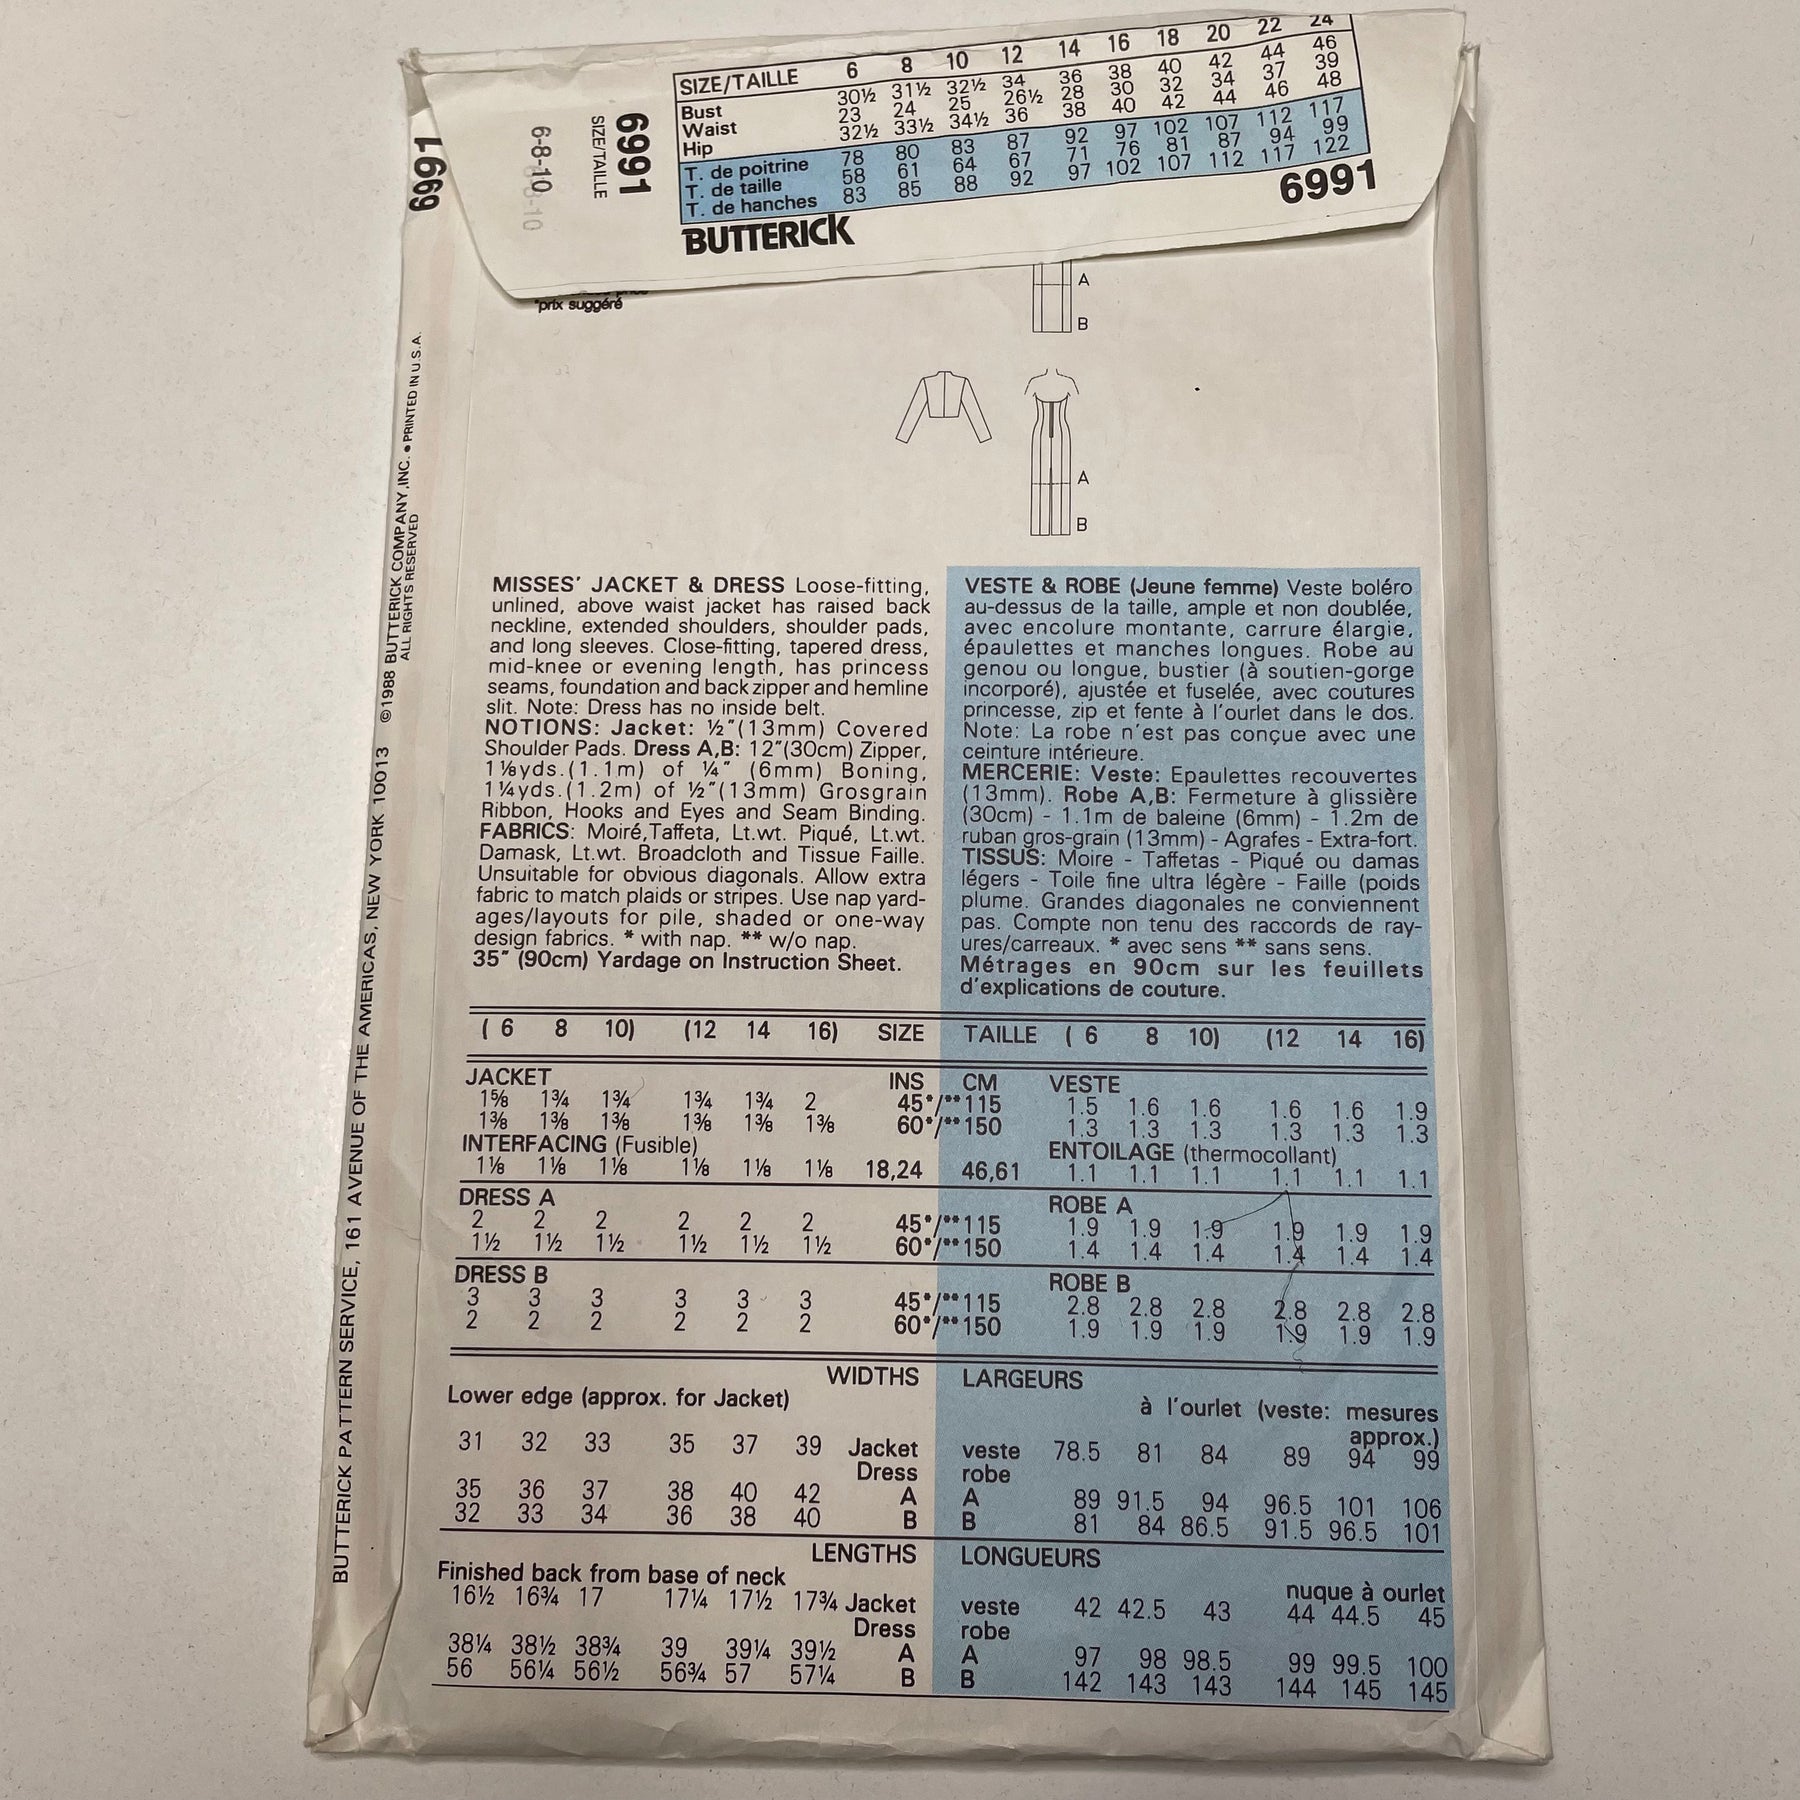 SIZE/TAILLE 6 8 10 12 14 16 18 20 22 24
Bust 30½ 31½ 32½ 34 36 38 40 42 44 46
Waist 23 24 25 26½ 28 30 32 34 37 39
Hip 32½ 33½ 34½ 36 38 40 42 44 46 48
T. de poitrine 78 80 83 87 92 97 102 107 112 117
T. de taille 58 61 64 67 71 76 81 87 94 99
T. de hanches 83 85 88 92 97 102 107 112 117 122
BUTTERICK
6991
6991
SIZE/TAILLE
6-8-10
6991
*prix suggéré
A
B
A
B
BUTTERICK PATTERN SERVICE, 161 AVENUE OF THE AMERICAS, NEW YORK 10013 ©1988 BUTTERICK COMPANY, INC. • PRINTED IN U.S.A.
ALL RIGHTS RESERVED
MISSES' JACKET & DRESS Loose-fitting,
unlined, above waist jacket has raised back
neckline, extended shoulders, shoulder pads,
and long sleeves. Close-fitting, tapered dress,
mid-knee or evening length, has princess
seams, foundation and back zipper and hemline
slit. Note: Dress has no inside belt.
NOTIONS: Jacket: ½"(13mm) Covered
Shoulder Pads. Dress A,B: 12"(30cm) Zipper,
1⅛yds.(1.1m) of ¼" (6mm) Boning,
1¼yds.(1.2m) of ½"(13mm) Grosgrain
Ribbon, Hooks and Eyes and Seam Binding.
FABRICS: Moiré,Taffeta, Lt.wt. Piqué, Lt.wt.
Damask, Lt.wt. Broadcloth and Tissue Faille.
Unsuitable for obvious diagonals. Allow extra
fabric to match plaids or stripes. Use nap yard-
ages/layouts for pile, shaded or one-way
design fabrics. * with nap. ** w/o nap.
35" (90cm) Yardage on Instruction Sheet.
VESTE & ROBE (Jeune femme) Veste boléro
au-dessus de la taille, ample et non doublée,
avec encolure montante, carrure élargie,
épaulettes et manches longues. Robe au
genou ou longue, bustier (à soutien-gorge
incorporé), ajustée et fuselée, avec coutures
princesse, zip et fente à l'ourlet dans le dos.
Note: La robe n'est pas conçue avec une
ceinture intérieure.
MERCERIE: Veste: Epaulettes recouvertes
(13mm). Robe A,B: Fermeture à glissière
(30cm) - 1.1m de baleine (6mm) - 1.2m de
ruban gros-grain (13mm) - Agrafes - Extra-fort.
TISSUS: Moire - Taffetas - Piqué ou damas
légers - Toile fine ultra légère - Faille (poids
plume. Grandes diagonales ne conviennent
pas. Compte non tenu des raccords de ray-
ures/carreaux. * avec sens ** sans sens.
Métrages en 90cm sur les feuillets
d'explications de couture.
( 6 8 10) (12 14 16) SIZE TAILLE ( 6 8 10) (12 14 16)
JACKET INS CM VESTE
1⅝ 1¾ 1¾ 1¾ 1¾ 2 45*/**115 1.5 1.6 1.6 1.6 1.6 1.9
1⅜ 1⅜ 1⅜ 1⅜ 1⅜ 1⅜ 60*/**150 1.3 1.3 1.3 1.3 1.3 1.3
INTERFACING (Fusible) ENTOILAGE (thermocollant)
1⅛ 1⅛ 1⅛ 1⅛ 1⅛ 1⅛ 18,24 46,61 1.1 1.1 1.1 1.1 1.1 1.1
DRESS A ROBE A
2 2 2 2 2 2 45*/**115 1.9 1.9 1.9 1.9 1.9 1.9
1½ 1½ 1½ 1½ 1½ 1½ 60*/**150 1.4 1.4 1.4 1.4 1.4 1.4
DRESS B ROBE B
3 3 3 3 3 3 45*/**115 2.8 2.8 2.8 2.8 2.8 2.8
2 2 2 2 2 2 60*/**150 1.9 1.9 1.9 1.9 1.9 1.9
WIDTHS LARGEURS
Lower edge (approx. for Jacket) à l'ourlet (veste: mesures
approx.)
31 32 33 35 37 39 Jacket veste 78.5 81 84 89 94 99
Dress robe
35 36 37 38 40 42 A A 89 91.5 94 96.5 101 106
32 33 34 36 38 40 B B 81 84 86.5 91.5 96.5 101
LENGTHS LONGUEURS
Finished back from base of neck nuque à ourlet
16½ 16¾ 17 17¼ 17½ 17¾ Jacket veste 42 42.5 43 44 44.5 45
Dress robe
38¼ 38½ 38¾ 39 39¼ 39½ A A 97 98 98.5 99 99.5 100
56 56¼ 56½ 56¾ 57 57¼ B B 142 143 143 144 145 145